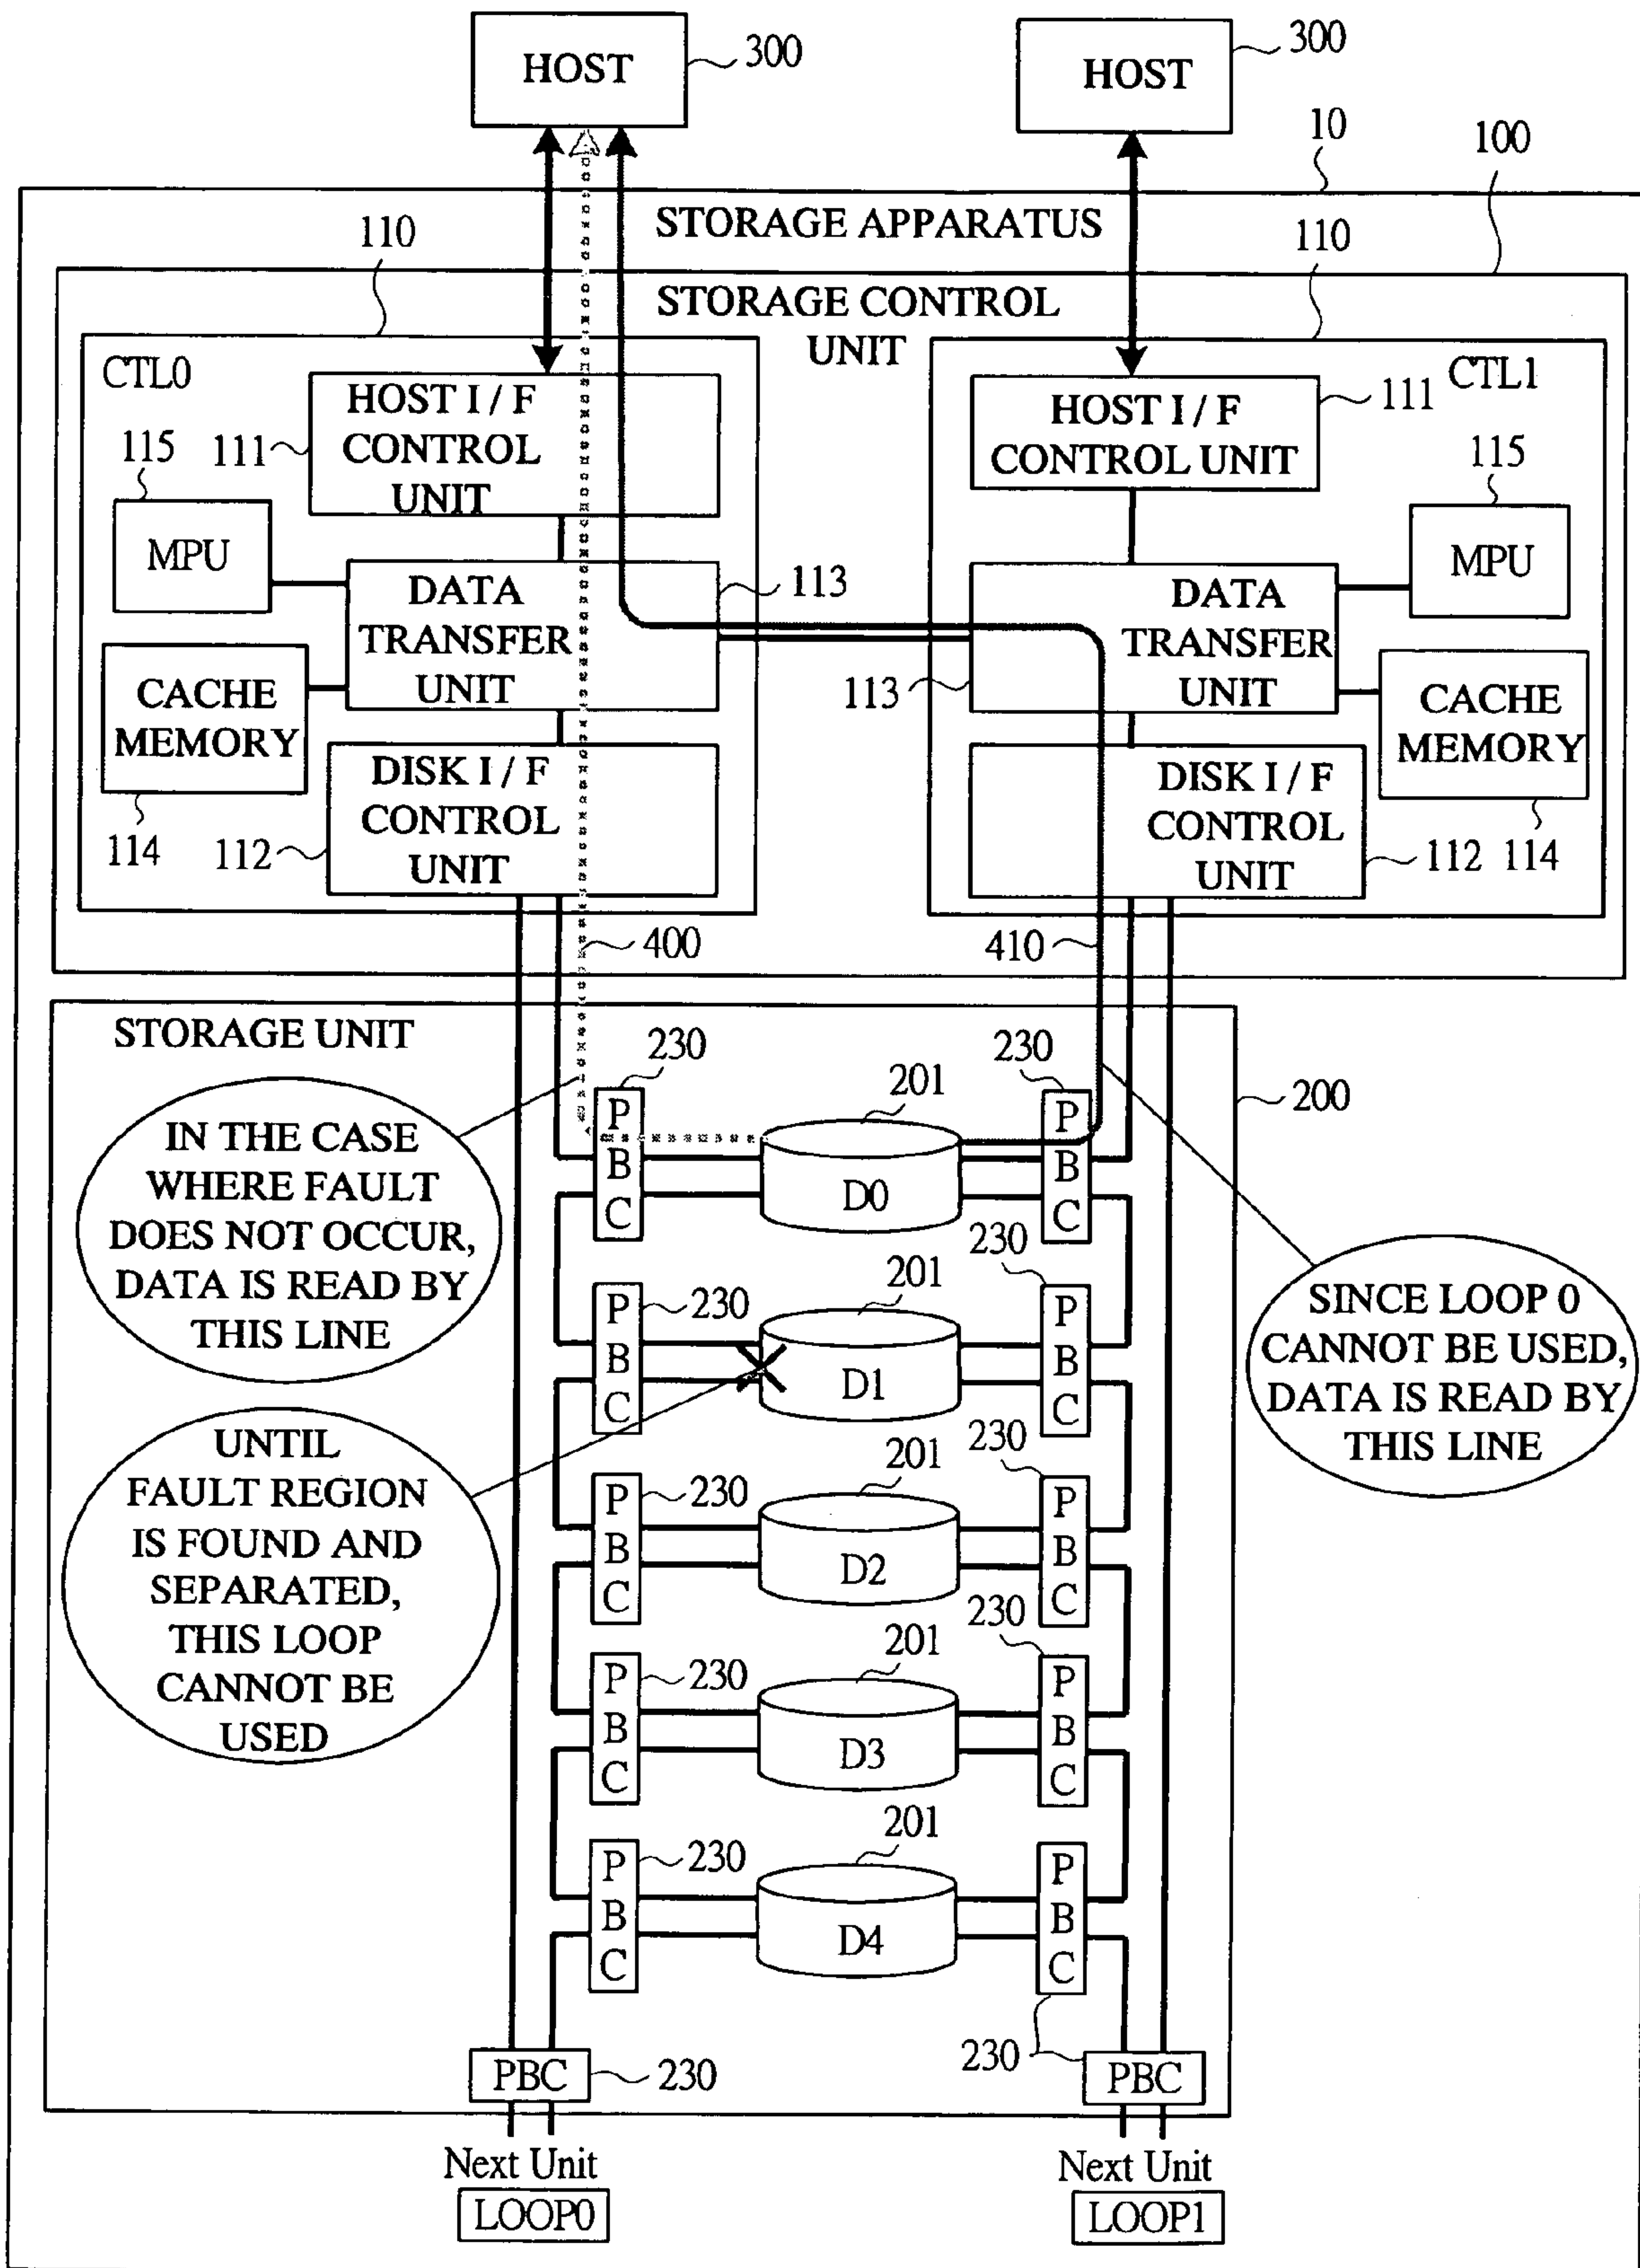 HOST
300
HOST
300
10
100
STORAGE APPARATUS
110
110
STORAGE CONTROL
UNIT
CTL0
HOST I / F
CONTROL
UNIT
111
115
MPU
DATA
TRANSFER
UNIT
113
CACHE
MEMORY
114
DISK I / F
CONTROL
UNIT
112
400
CTL1
HOST I / F
CONTROL UNIT
111
115
MPU
DATA
TRANSFER
UNIT
113
CACHE
MEMORY
114
DISK I / F
CONTROL
UNIT
112
410
STORAGE UNIT
200
230
PBC
201
D0
230
PBC
IN THE CASE
WHERE FAULT
DOES NOT OCCUR,
DATA IS READ BY
THIS LINE
230
PBC
201
D1
230
PBC
SINCE LOOP 0
CANNOT BE USED,
DATA IS READ BY
THIS LINE
UNTIL
FAULT REGION
IS FOUND AND
SEPARATED,
THIS LOOP
CANNOT BE
USED
230
PBC
201
D2
230
PBC
230
PBC
201
D3
230
PBC
230
PBC
201
D4
PBC
230
PBC
230
PBC
Next Unit
LOOP0
Next Unit
LOOP1